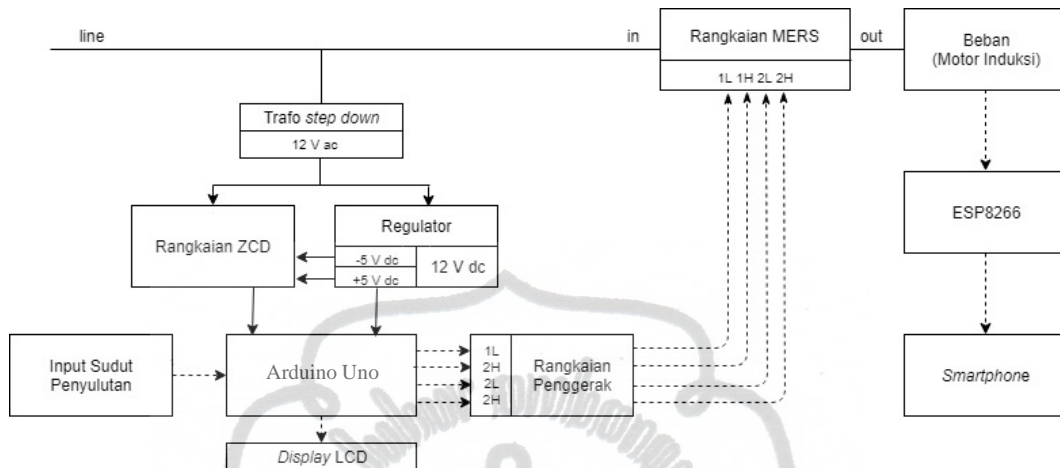 line
in
Rangkaian MERS
1L 1H 2L 2H
out
Beban
(Motor Induksi)
Trafo step down
12 V ac
Rangkaian ZCD
Regulator
-5 V dc
+5 V dc
12 V dc
ESP8266
Input Sudut
Penyulutan
Arduino Uno
1L
2H
2L
2H
Rangkaian
Penggerak
Smartphone
Display LCD